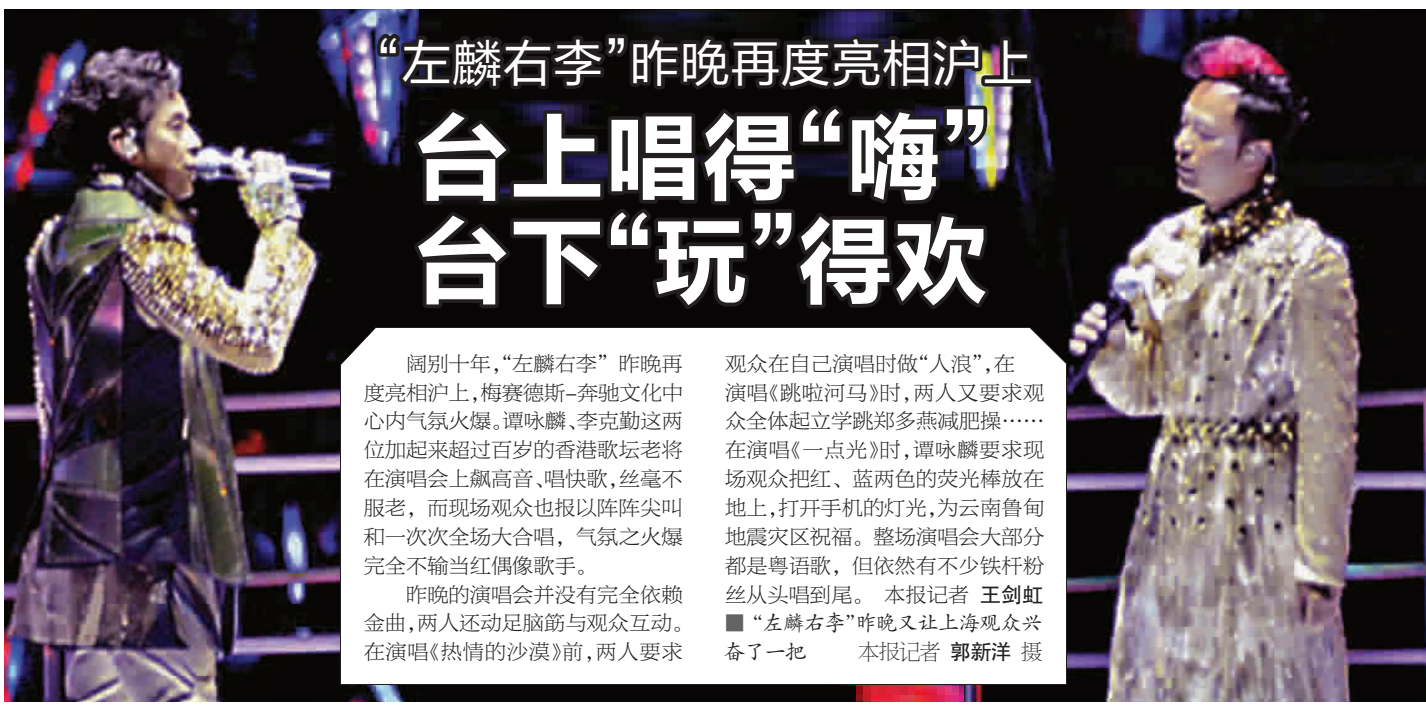 “左麟右李”昨晚再度亮相沪上
台上唱得“嗨”
台下“玩”得欢
阔别十年，“左麟右李” 昨晚再
度亮相沪上，梅赛德斯-奔驰文化中
心内气氛火爆。谭咏麟、李克勤这两
位加起来超过百岁的香港歌坛老将
在演唱会上飙高音、唱快歌，丝毫不
服老，而现场观众也报以阵阵尖叫
和一次次全场大合唱，气氛之火爆
完全不输当红偶像歌手。
昨晚的演唱会并没有完全依赖
金曲，两人还动足脑筋与观众互动。
在演唱《热情的沙漠》前，两人要求
观众在自己演唱时做“人浪”，在
演唱《跳啦河马》时，两人又要求观
众全体起立学跳郑多燕减肥操……
在演唱《一点光》时，谭咏麟要求现
场观众把红、蓝两色的荧光棒放在
地上，打开手机的灯光，为云南鲁甸
地震灾区祝福。整场演唱会大部分
都是粤语歌，但依然有不少铁杆粉
丝从头唱到尾。 本报记者 王剑虹
■ “左麟右李”昨晚又让上海观众兴
奋了一把 本报记者 郭新洋 摄